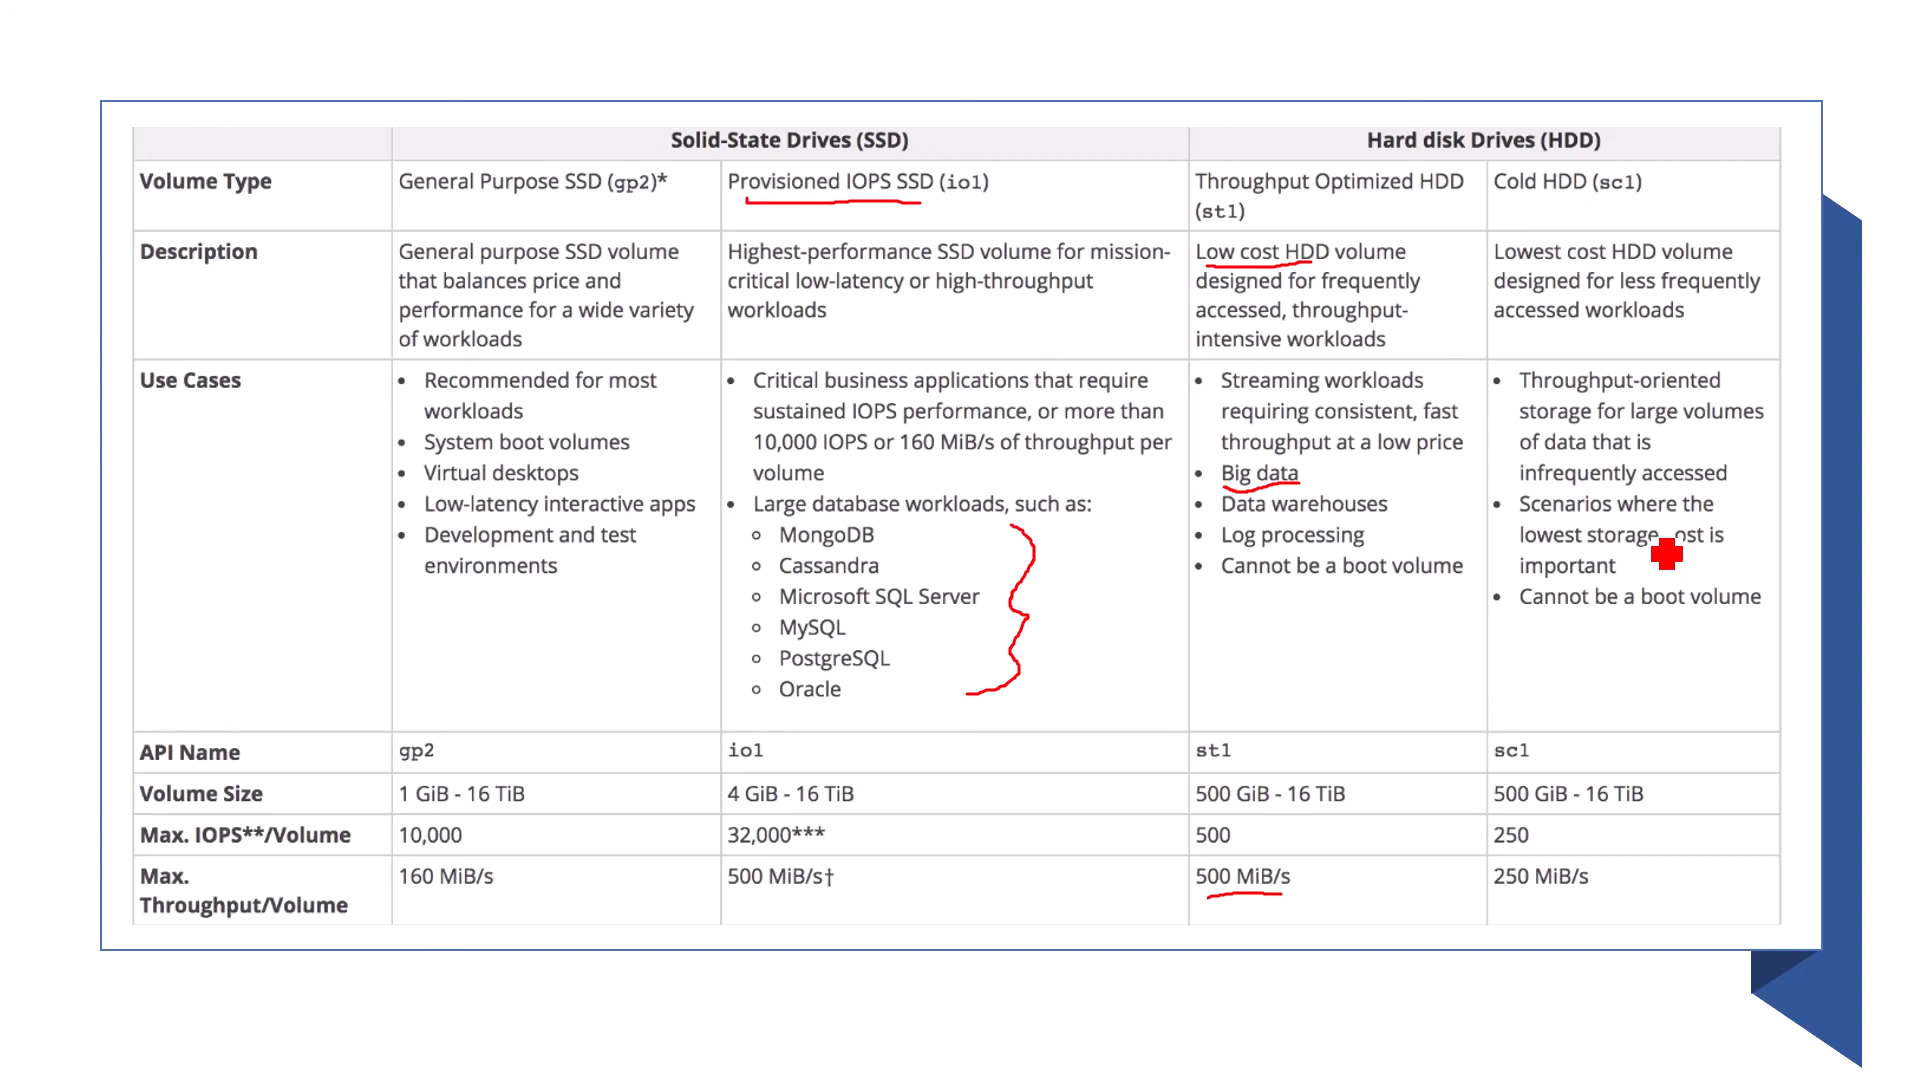 Solid-State Drives (SSD)
Hard disk Drives (HDD)
Volume Type
General Purpose SSD (gp2)*
Provisioned IOPS SSD (io1)
Throughput Optimized HDD
(st1)
Cold HDD (sc1)
Description
General purpose SSD volume
that balances price and
performance for a wide variety
of workloads
Highest-performance SSD volume for mission-
critical low-latency or high-throughput
workloads
Low cost HDD volume
designed for frequently
accessed, throughput-
intensive workloads
Lowest cost HDD volume
designed for less frequently
accessed workloads
Use Cases
• Recommended for most
workloads
• System boot volumes
• Virtual desktops
• Low-latency interactive apps
• Development and test
environments
• Critical business applications that require
sustained IOPS performance, or more than
10,000 IOPS or 160 MiB/s of throughput per
volume
• Large database workloads, such as:
○ MongoDB
○ Cassandra
○ Microsoft SQL Server
○ MySQL
○ PostgreSQL
○ Oracle
• Streaming workloads
requiring consistent, fast
throughput at a low price
• Big data
• Data warehouses
• Log processing
• Cannot be a boot volume
• Throughput-oriented
storage for large volumes
of data that is
infrequently accessed
• Scenarios where the
lowest storage ost is
important
• Cannot be a boot volume
API Name
gp2
io1
st1
sc1
Volume Size
1 GiB - 16 TiB
4 GiB - 16 TiB
500 GiB - 16 TiB
500 GiB - 16 TiB
Max. IOPS**/Volume
10,000
32,000***
500
250
Max.
Throughput/Volume
160 MiB/s
500 MiB/s†
500 MiB/s
250 MiB/s